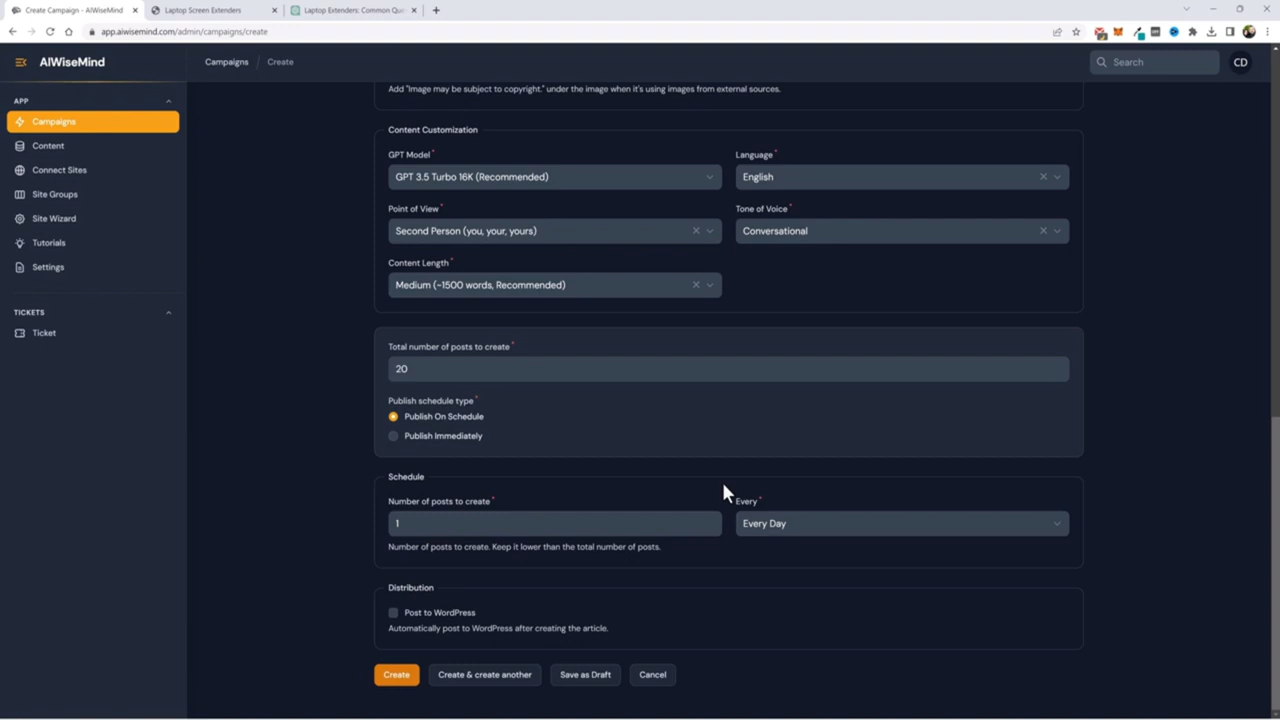 Create Campaign - AIWiseMind
Laptop Screen Extenders
Laptop Extenders: Common Que
app.aiwisemind.com/admin/campaigns/create
AIWiseMind
Campaigns / Create
Search
CD
APP
Campaigns
Content
Connect Sites
Site Groups
Site Wizard
Tutorials
Settings
TICKETS
Ticket
Add "Image may be subject to copyright." under the image when it's using images from external sources.
Content Customization
GPT Model*
Language*
GPT 3.5 Turbo 16K (Recommended)
English
Point of View*
Tone of Voice*
Second Person (you, your, yours)
Conversational
Content Length*
Medium (~1500 words, Recommended)
Total number of posts to create*
20
Publish schedule type*
Publish On Schedule
Publish Immediately
Schedule
Number of posts to create*
Every*
1
Every Day
Number of posts to create. Keep it lower than the total number of posts.
Distribution
Post to WordPress
Automatically post to WordPress after creating the article.
Create
Create & create another
Save as Draft
Cancel